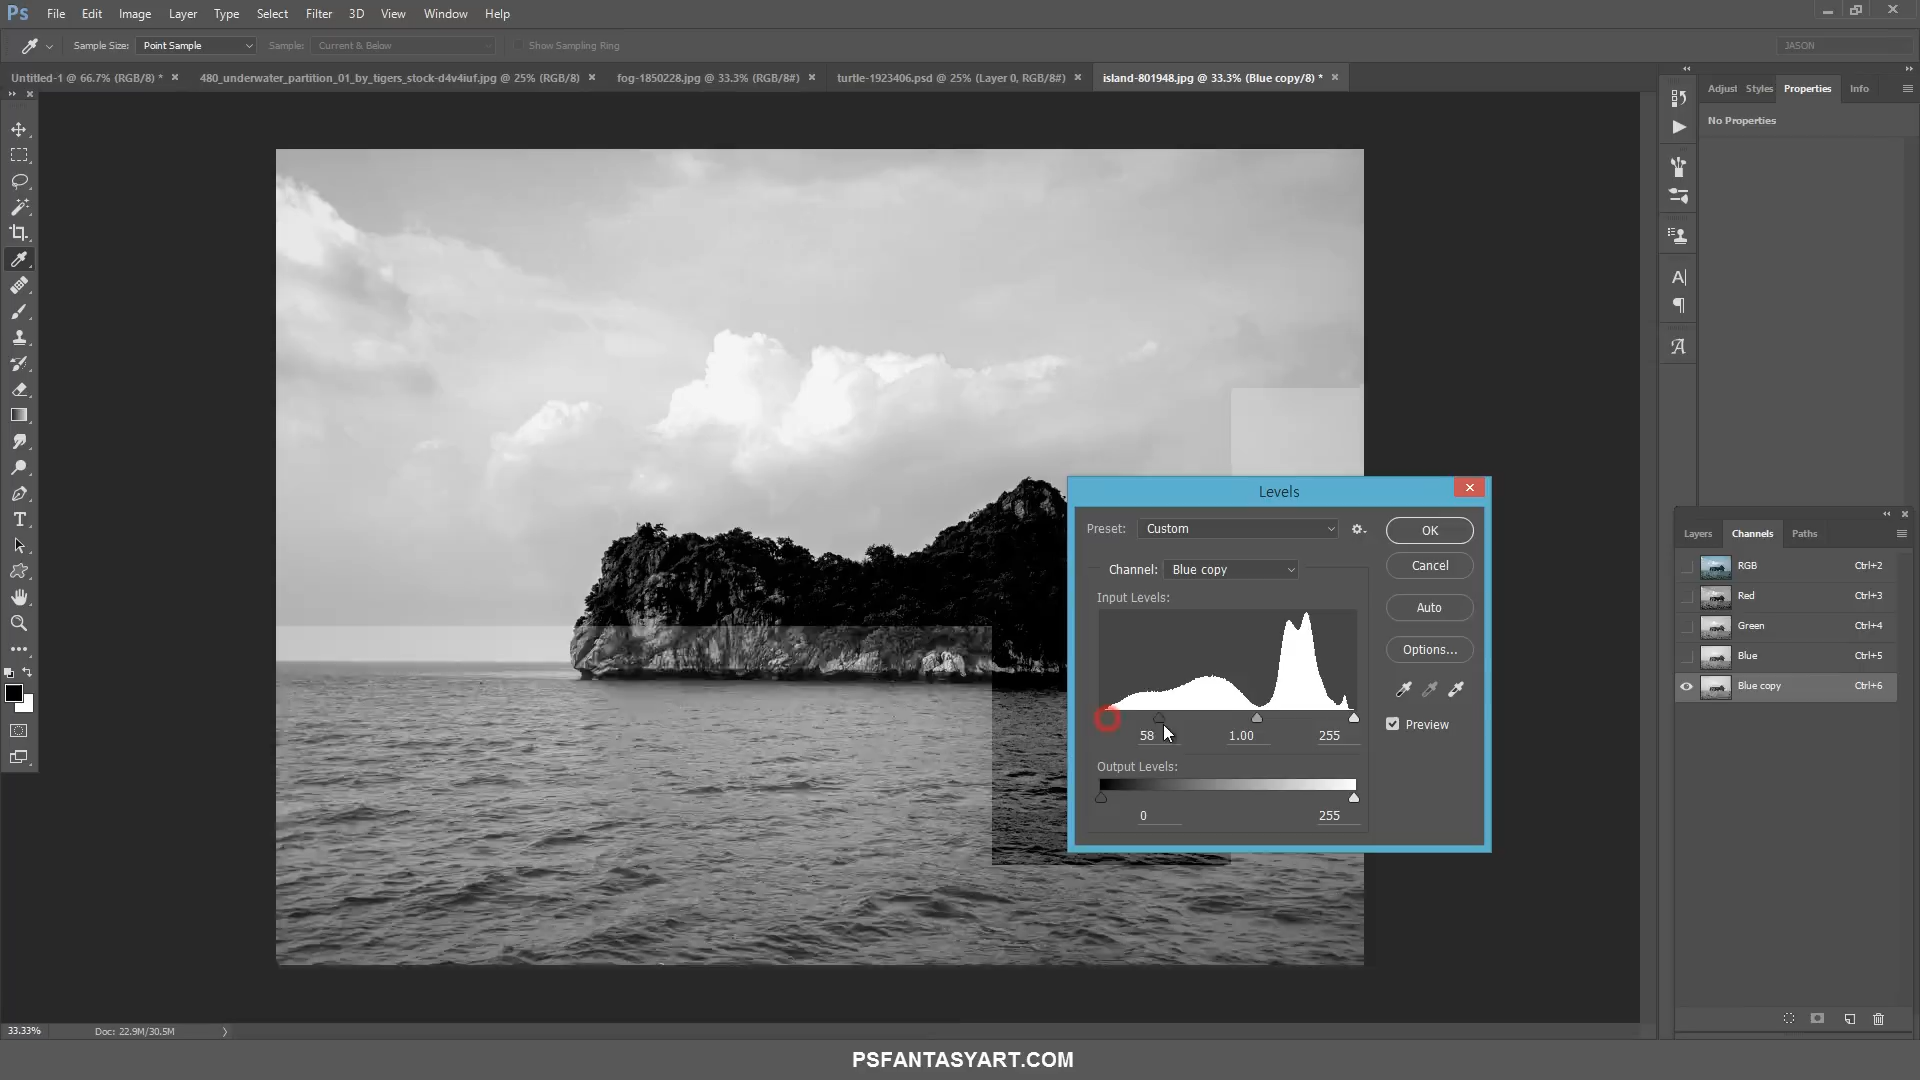 Ps File Edit Image Layer Type Select Filter 3D View Window Help
Sample Size: Point Sample Sample: Current & Below Show Sampling Ring JASON
Untitled-1 @ 66.7% (RGB/8) * × 480_underwater_partition_01_by_tigers_stock-d4v4iuf.jpg @ 25% (RGB/8) × fog-1850228.jpg @ 33.3% (RGB/8#) × turtle-1923406.psd @ 25% (Layer 0, RGB/8#) × island-801948.jpg @ 33.3% (Blue copy/8) * ×
Adjust Styles Properties Info
No Properties
Levels
Preset: Custom
OK
Channel: Blue copy
Cancel
Input Levels:
Auto
Options...
Preview
58 1.00 255
Output Levels:
0 255
Layers Channels Paths
RGB Ctrl+2
Red Ctrl+3
Green Ctrl+4
Blue Ctrl+5
Blue copy Ctrl+6
33.33% Doc: 22.9M/30.5M
PSFANTASYART.COM